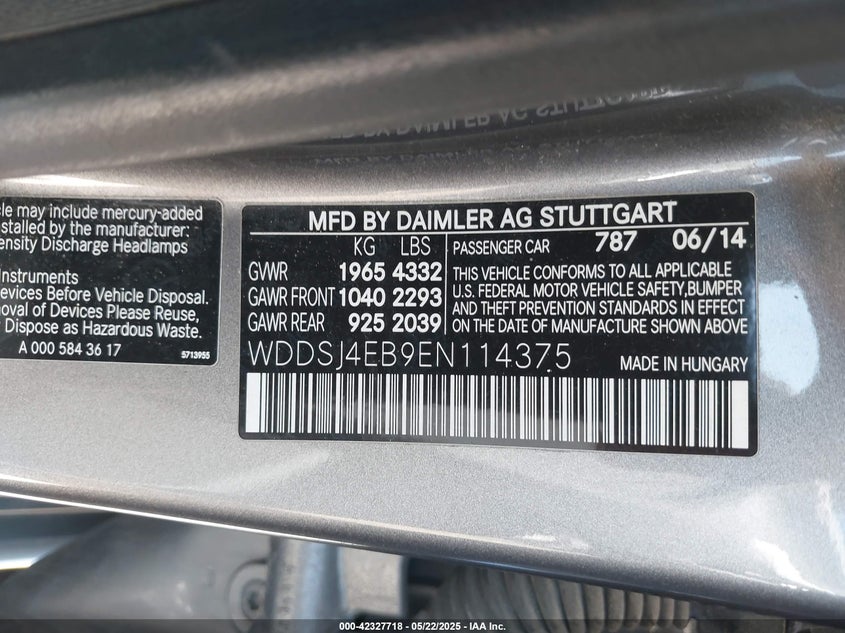 cle may include mercury-added
nstalled by the manufacturer:
ensity Discharge Headlamps
Instruments
Devices Before Vehicle Disposal.
moval of Devices Please Reuse,
r Dispose as Hazardous Waste.
A 000 584 36 17
5713955
MFD BY DAIMLER AG STUTTGART
KG LBS
GVWR 1965 4332
GAWR FRONT 1040 2293
GAWR REAR 925 2039
PASSENGER CAR 787 06/14
THIS VEHICLE CONFORMS TO ALL APPLICABLE
U.S. FEDERAL MOTOR VEHICLE SAFETY,BUMPER
AND THEFT PREVENTION STANDARDS IN EFFECT
ON THE DATE OF MANUFACTURE SHOWN ABOVE
WDDSJ4EB9EN114375
MADE IN HUNGARY
000-42327718 - 05/22/2025 - IAA Inc.